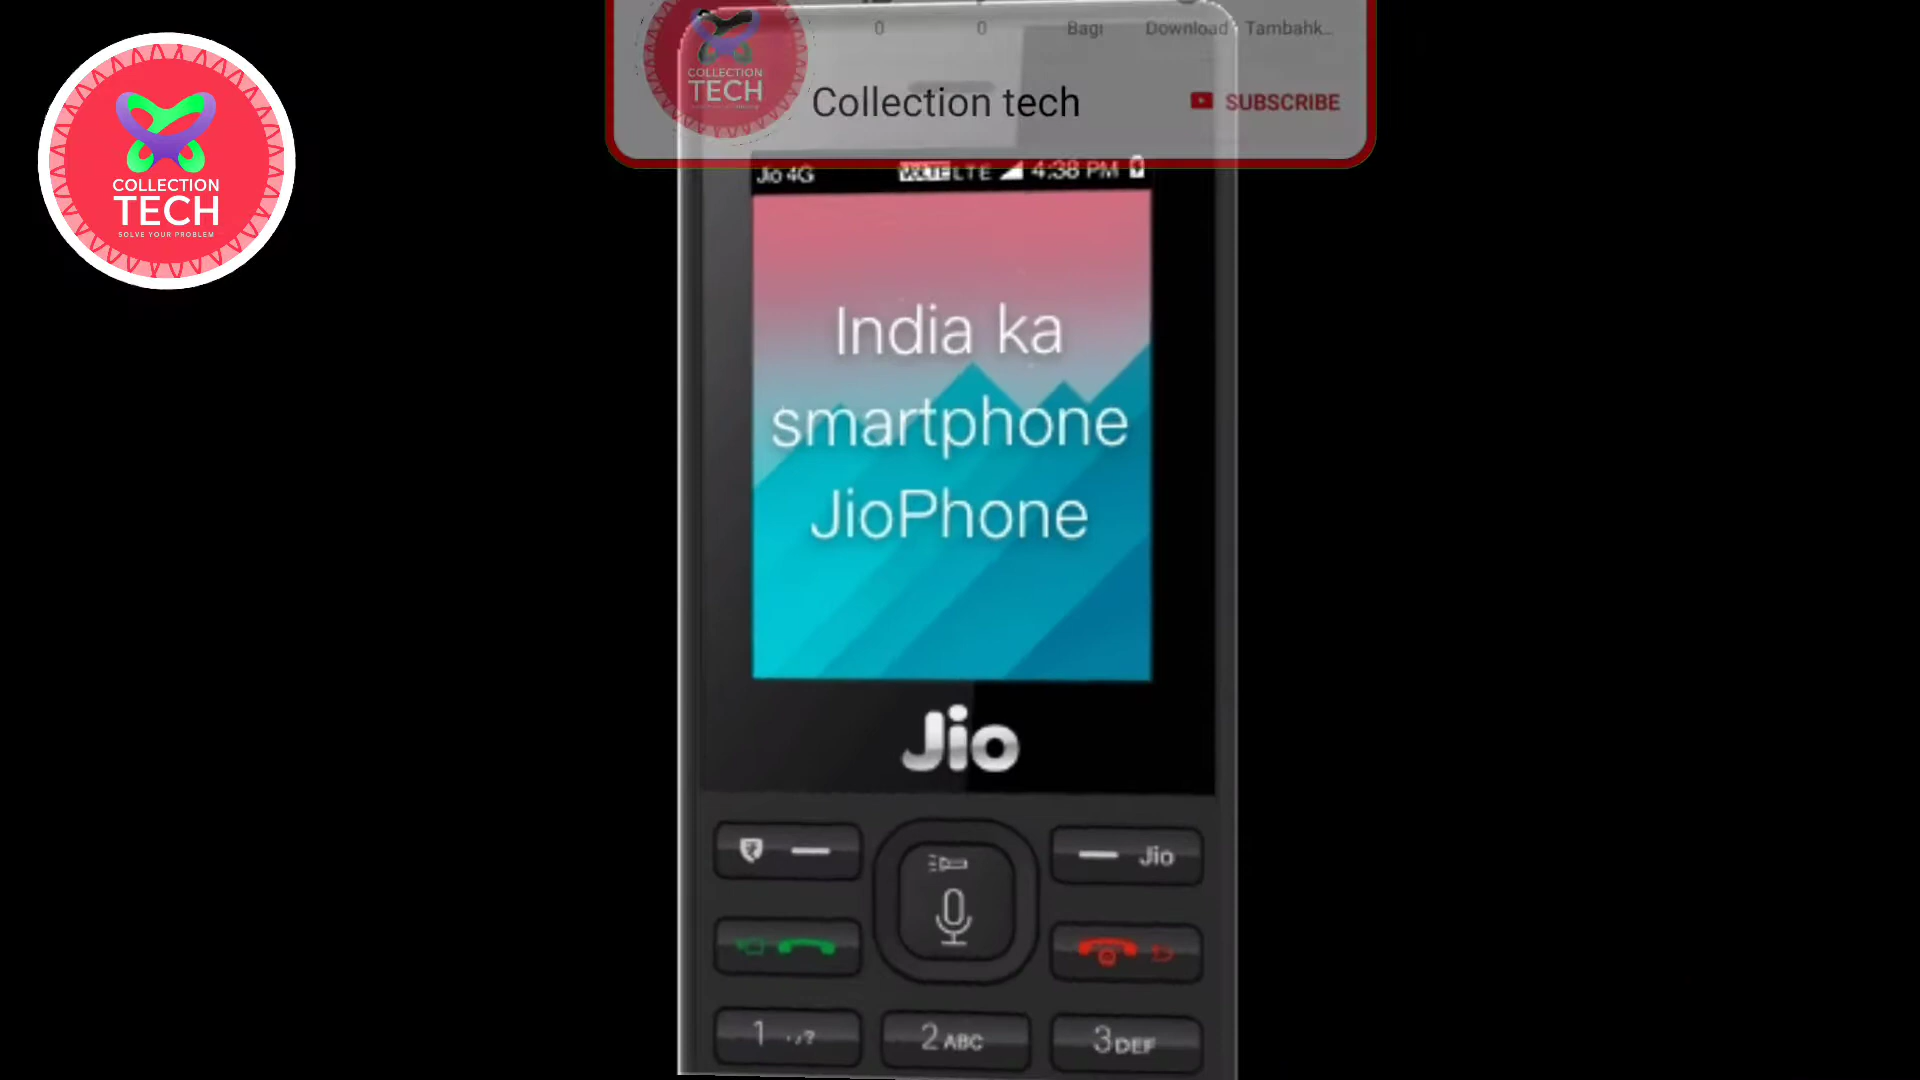 0 0 Bagi Download Tambahk...
COLLECTION
TECH
Collection tech
SUBSCRIBE
COLLECTION
TECH
SOLVE YOUR PROBLEM
Jio 4G VoLTE LTE 4:38 PM
India ka
smartphone
JioPhone
Jio
Jio
1 .,?
2 ABC
3 DEF